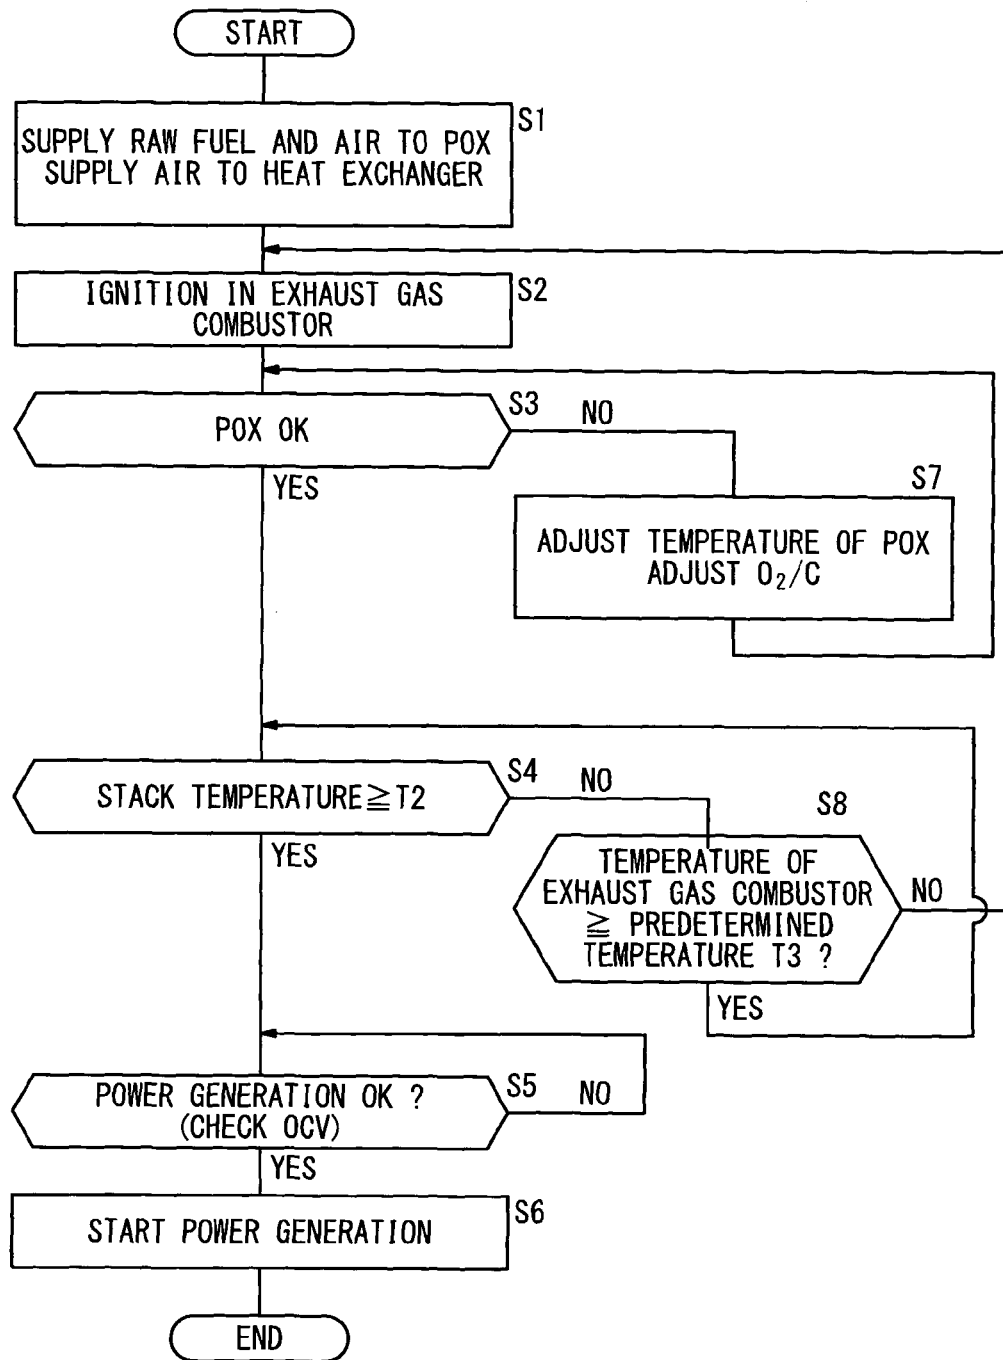 START
S1
SUPPLY RAW FUEL AND AIR TO POX
SUPPLY AIR TO HEAT EXCHANGER
S2
IGNITION IN EXHAUST GAS
COMBUSTOR
S3
NO
POX OK
YES
S7
ADJUST TEMPERATURE OF POX
ADJUST O₂/C
S4
NO
STACK TEMPERATURE≧T2
YES
S8
TEMPERATURE OF
EXHAUST GAS COMBUSTOR
≧ PREDETERMINED
TEMPERATURE T3 ?
NO
YES
S5
NO
POWER GENERATION OK ?
(CHECK OCV)
YES
S6
START POWER GENERATION
END